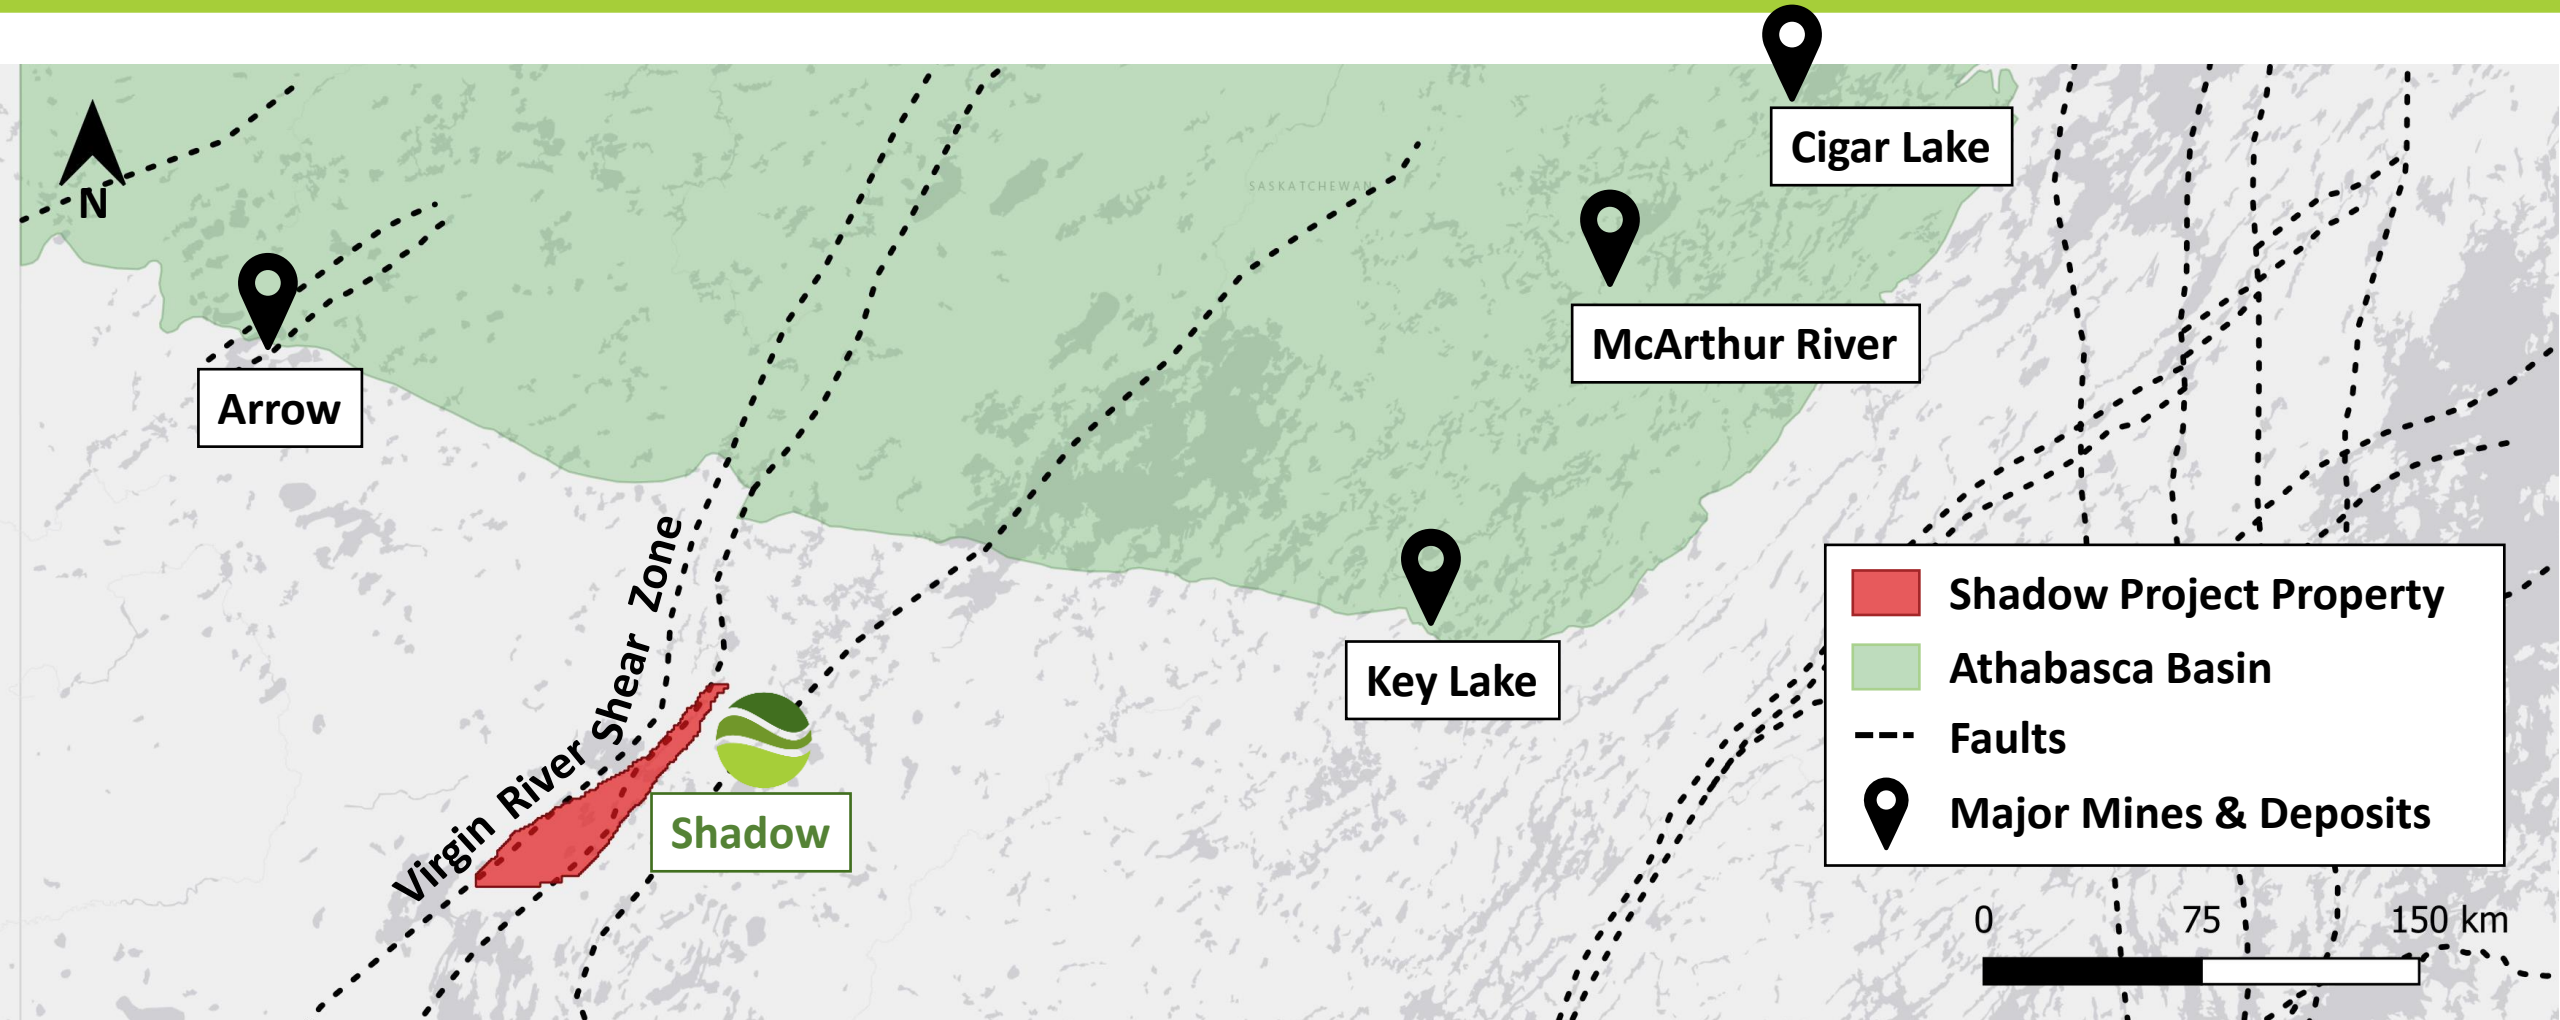 Cigar Lake
SASKATCHEWAN
N
McArthur River
Arrow
Virgin River Shear Zone
Key Lake
Shadow
Shadow Project Property
Athabasca Basin
Faults
Major Mines & Deposits
0 75 150 km